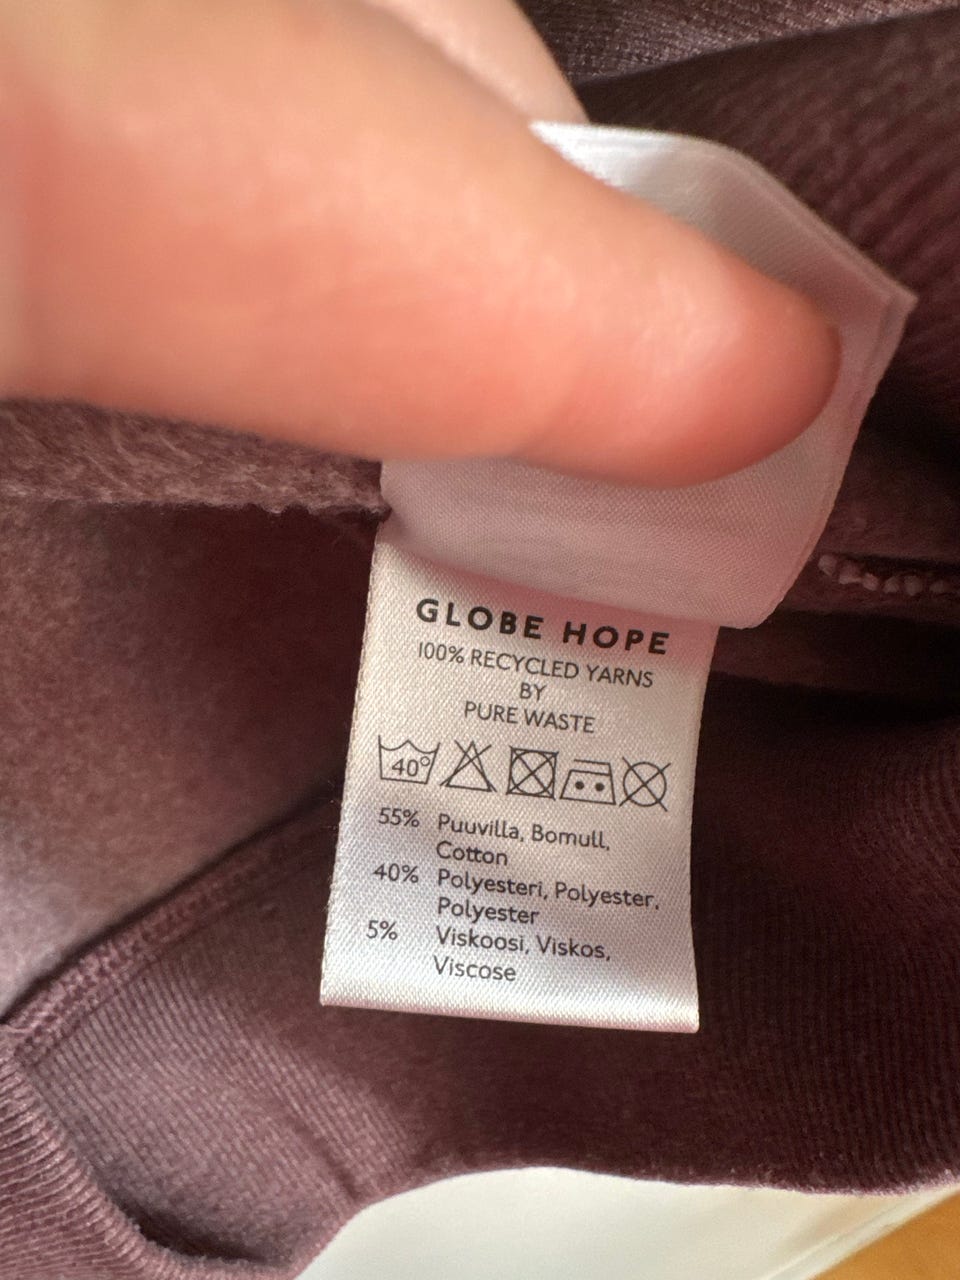 GLOBE HOPE
100% RECYCLED YARNS
BY
PURE WASTE
40°
55% Puuvilla, Bomull,
Cotton
40% Polyesteri, Polyester,
Polyester
5% Viskoosi, Viskos,
Viscose